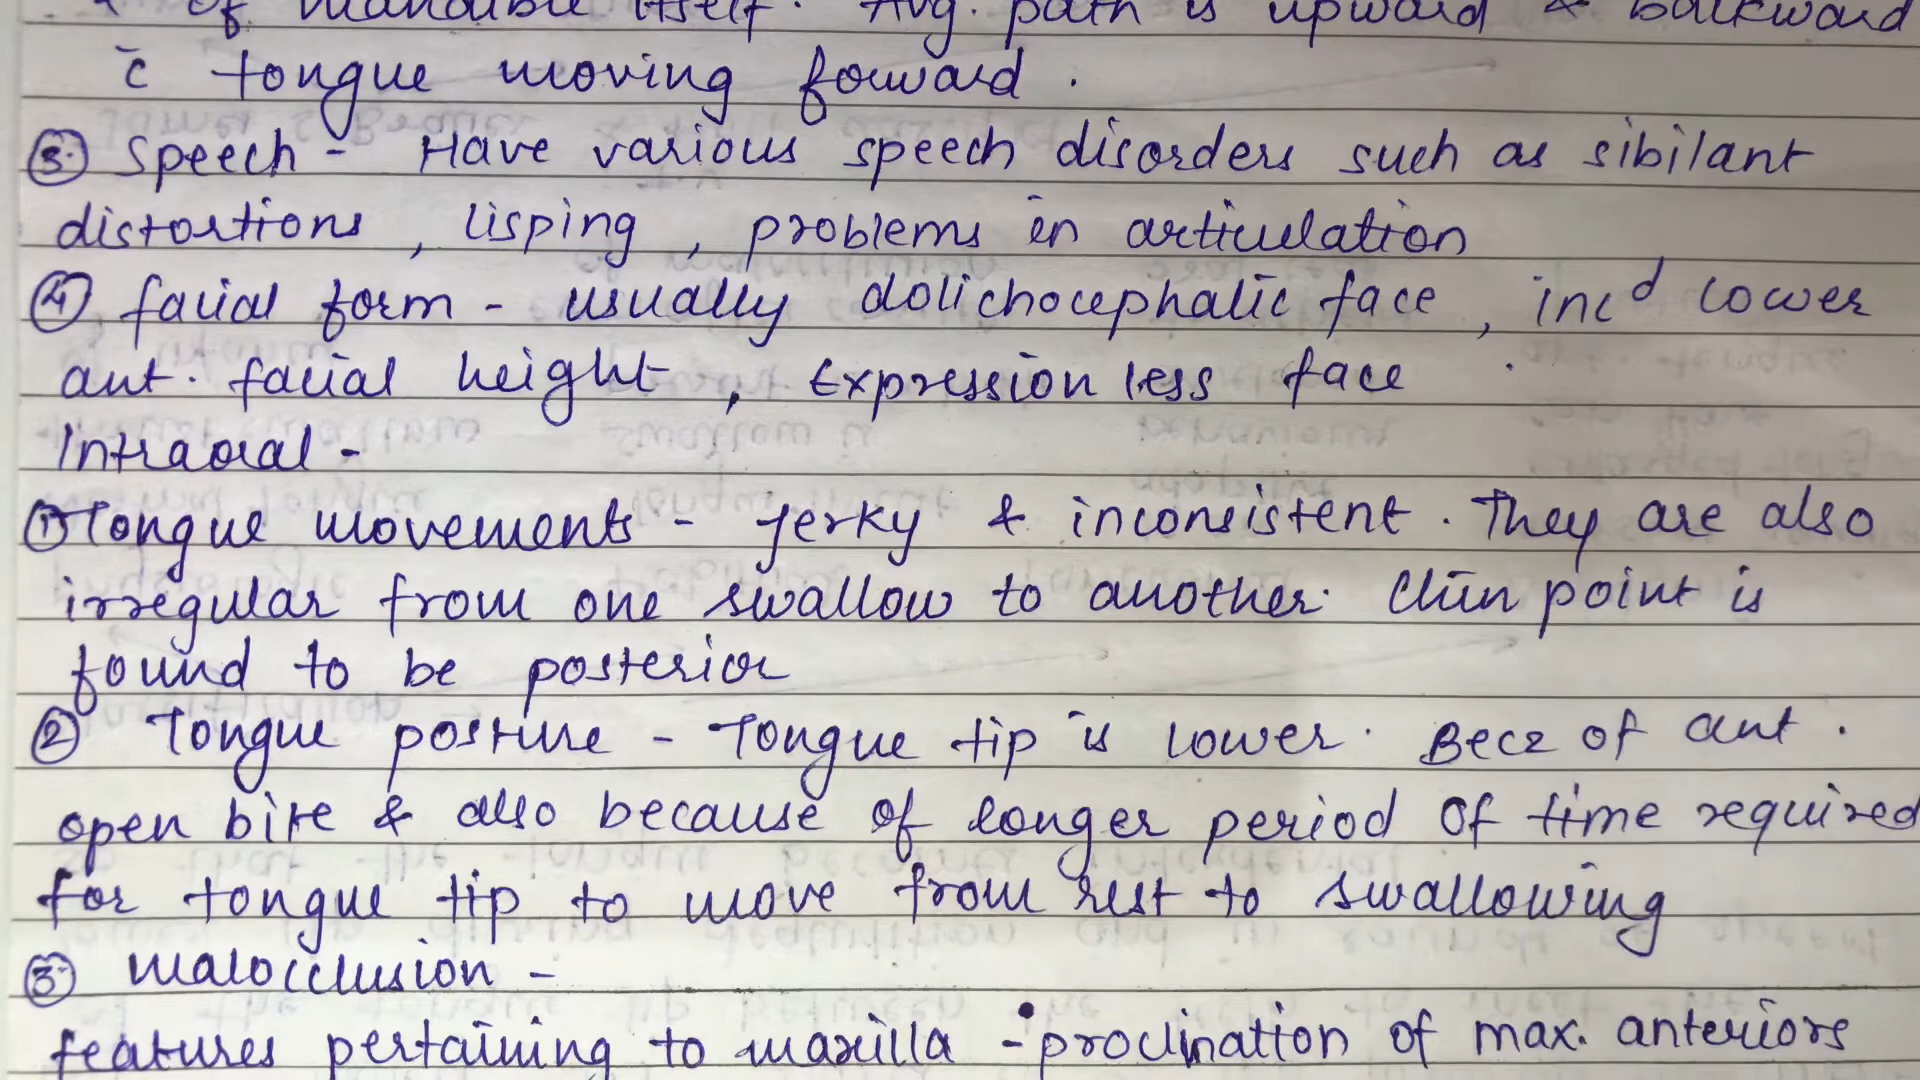 of mandible itself. Avg. path is upward & backward
c̄ tongue moving forward.
③ Speech - Have various speech disorders such as sibilant
distortions, lisping, problems in articulation
④ facial form - usually dolichocephalic face, incd lower
ant. facial height, Expressionless face
Intraoral -
① Tongue movements - Jerky & inconsistent. They are also
irregular from one swallow to another. Chin point is
found to be posterior
② Tongue posture - Tongue tip is lower. Becz of ant.
open bite & also because of longer period of time required
for tongue tip to move from rest to swallowing
③ Malocclusion -
features pertaining to maxilla - • proclination of max. anteriors